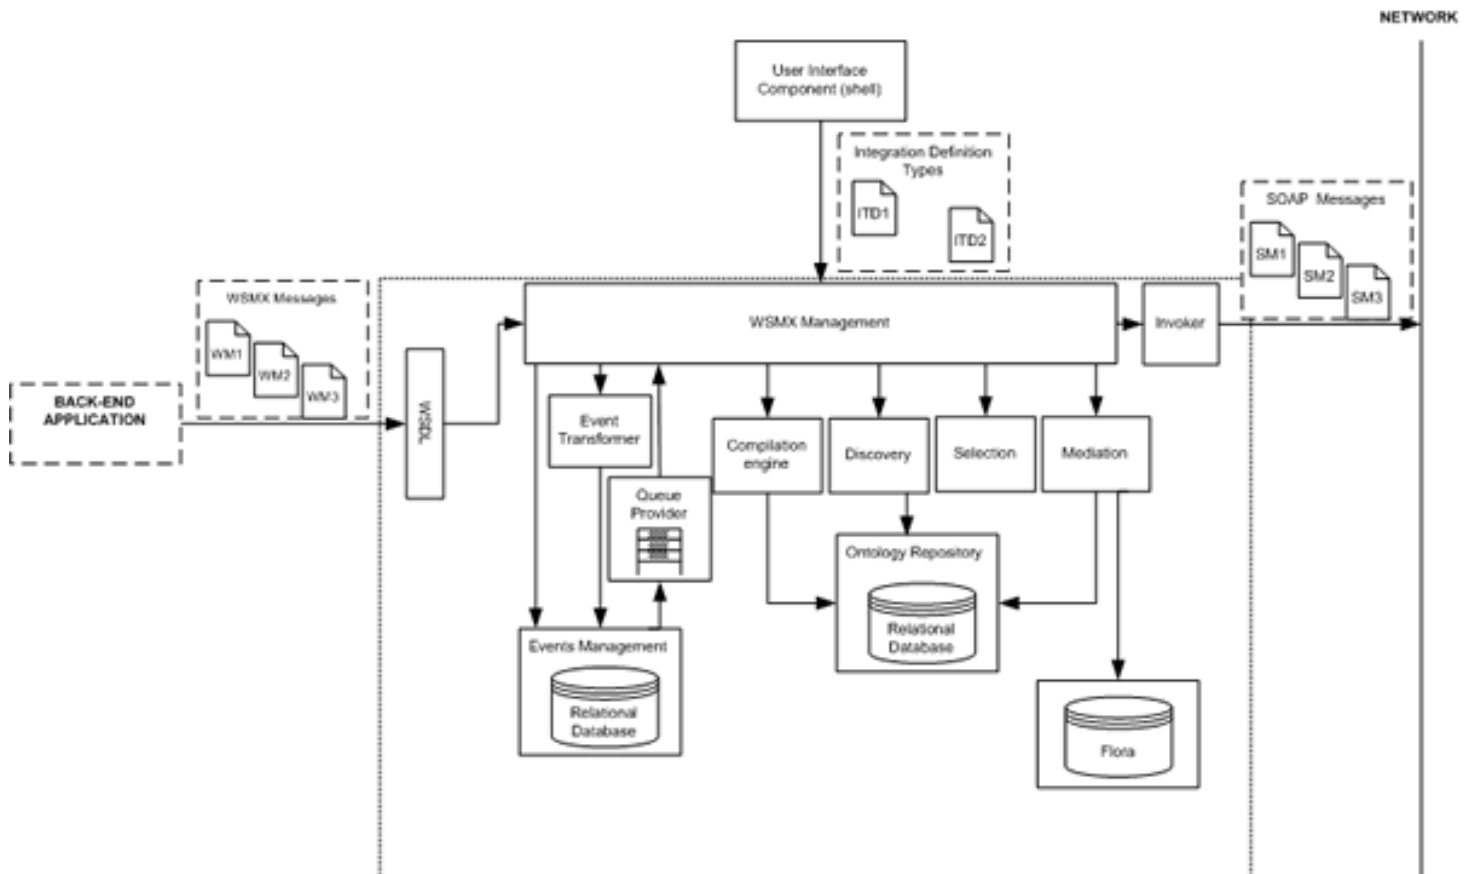 NETWORK
User Interface
Component (shell)
Integration Definition
Types
ITID1
ITID2
SOAP Messages
SM1
SM2
SM3
WSMX Messages
WM1
WM2
WM3
BACK-END
APPLICATION
WSDL
WSMX Management
Invoker
Event
Transformer
Queue
Provider
Compilation
engine
Discovery
Selection
Mediation
Ontology Repository
Relational
Database
Events Management
Relational
Database
Flora